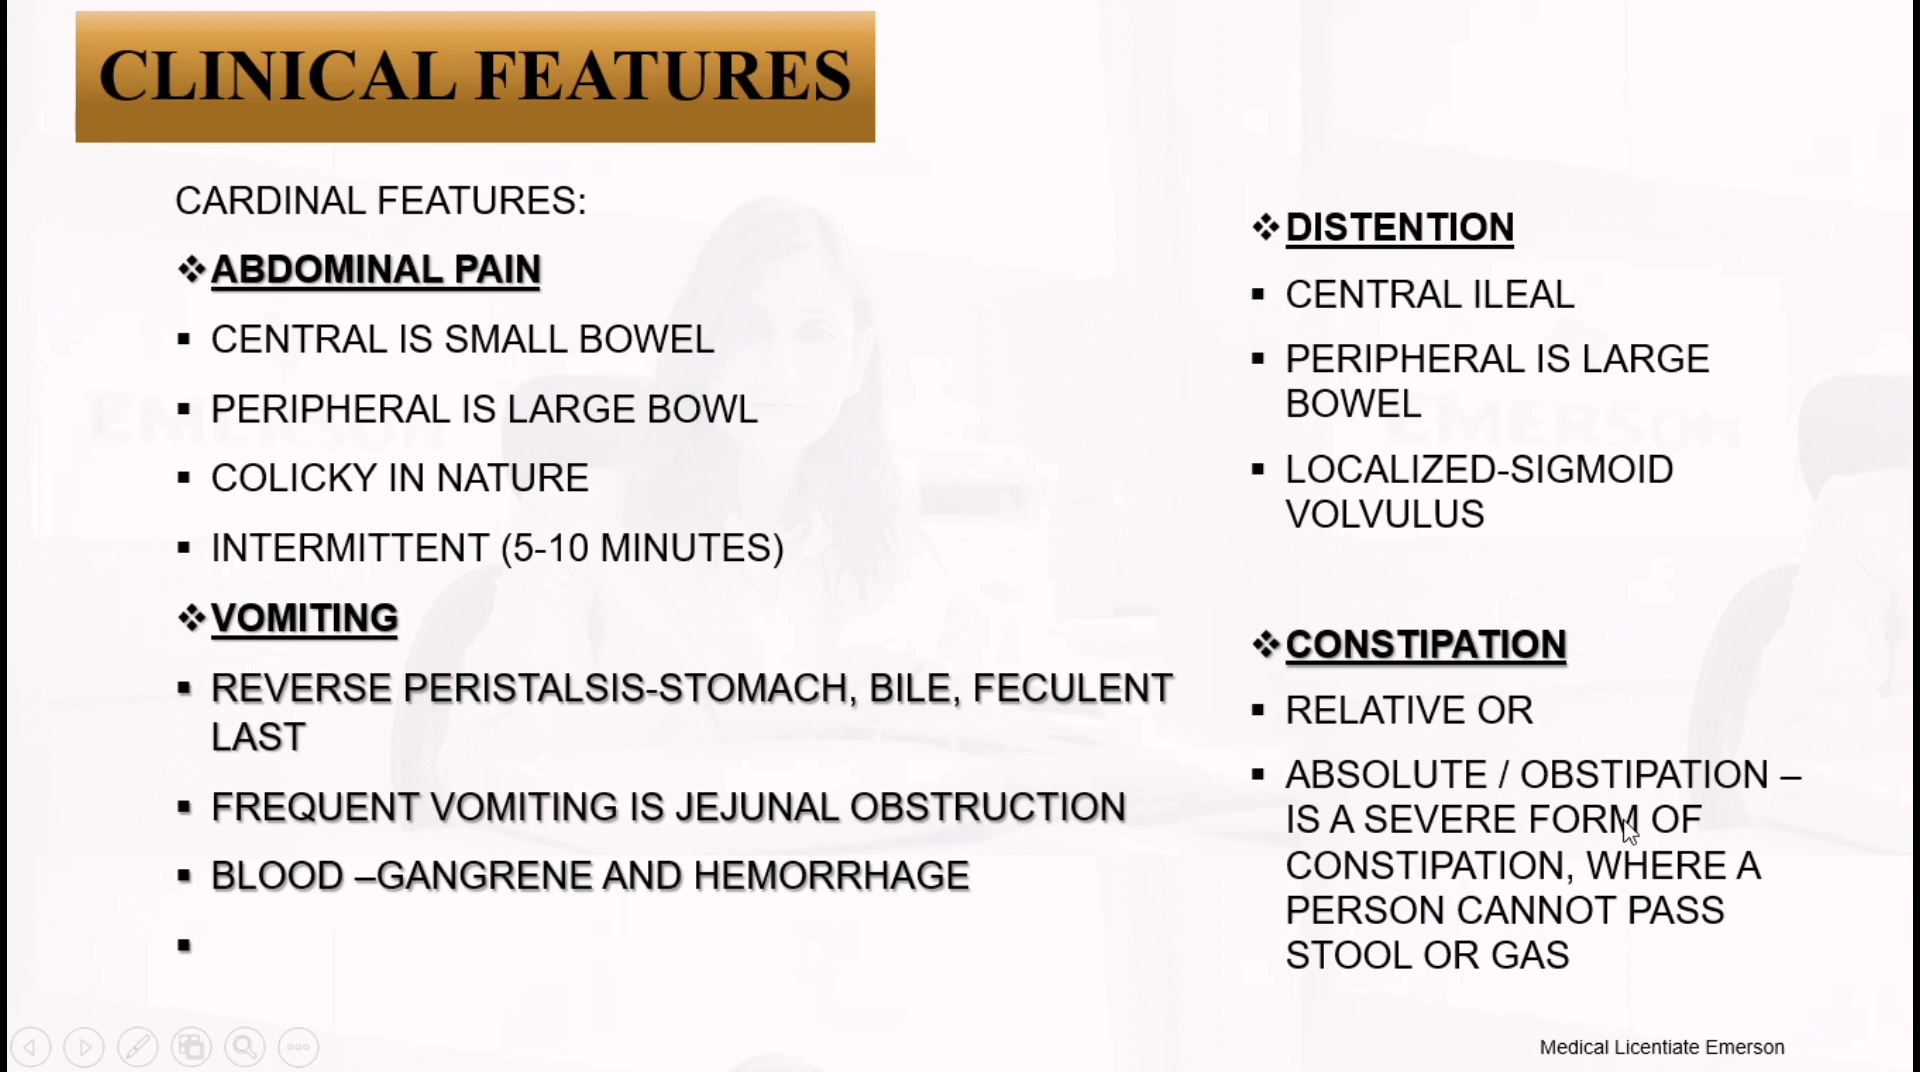 CLINICAL FEATURES
CARDINAL FEATURES:
❖ABDOMINAL PAIN
▪ CENTRAL IS SMALL BOWEL
▪ PERIPHERAL IS LARGE BOWL
▪ COLICKY IN NATURE
▪ INTERMITTENT (5-10 MINUTES)
❖VOMITING
▪ REVERSE PERISTALSIS-STOMACH, BILE, FECULENT
LAST
▪ FREQUENT VOMITING IS JEJUNAL OBSTRUCTION
▪ BLOOD –GANGRENE AND HEMORRHAGE
▪
❖DISTENTION
▪ CENTRAL ILEAL
▪ PERIPHERAL IS LARGE
BOWEL
▪ LOCALIZED-SIGMOID
VOLVULUS
❖CONSTIPATION
▪ RELATIVE OR
▪ ABSOLUTE / OBSTIPATION –
IS A SEVERE FORM OF
CONSTIPATION, WHERE A
PERSON CANNOT PASS
STOOL OR GAS
EMERSON
EMERSON
Medical Licentiate Emerson